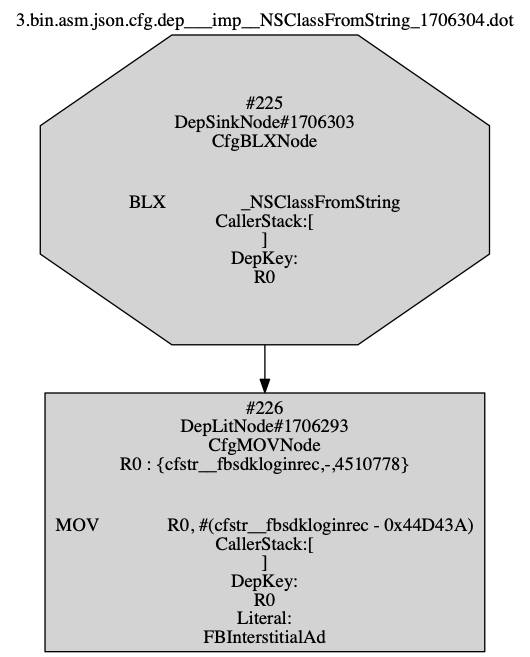 3.bin.asm.json.cfg.dep___imp__NSClassFromString_1706304.dot
#225
DepSinkNode#1706303
CfgBLXNode
BLX _NSClassFromString
CallerStack:[
]
DepKey:
R0
#226
DepLitNode#1706293
CfgMOVNode
R0 : {cfstr__fbsdkloginrec,-,4510778}
MOV R0, #(cfstr__fbsdkloginrec - 0x44D43A)
CallerStack:[
]
DepKey:
R0
Literal:
FBInterstitialAd